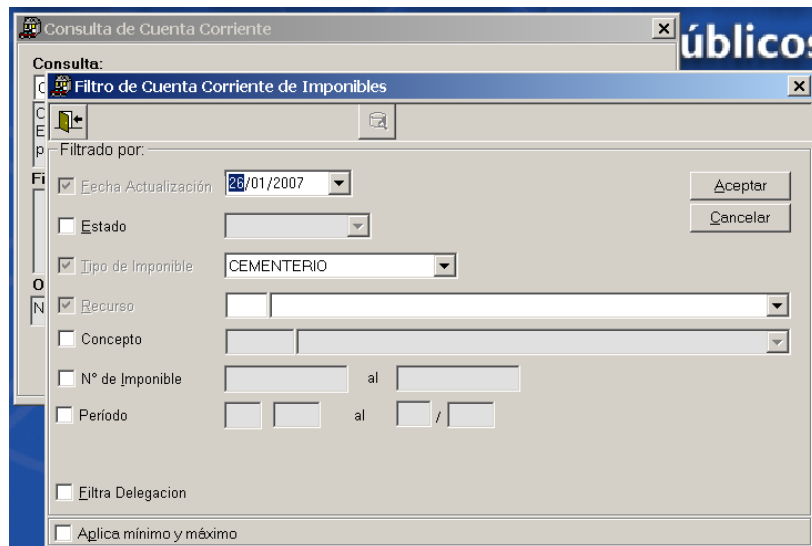 Consulta de Cuenta Corriente
úblicos
Consulta:
Filtro de Cuenta Corriente de Imponibles
C
E
p
Filtrado por:
Fi
Fecha Actualización 26/01/2007
Aceptar
Estado
Cancelar
Tipo de Imponible CEMENTERIO
O
N
Recurso
Concepto
N° de Imponible al
Período al /
Filtra Delegacion
Aplica mínimo y máximo